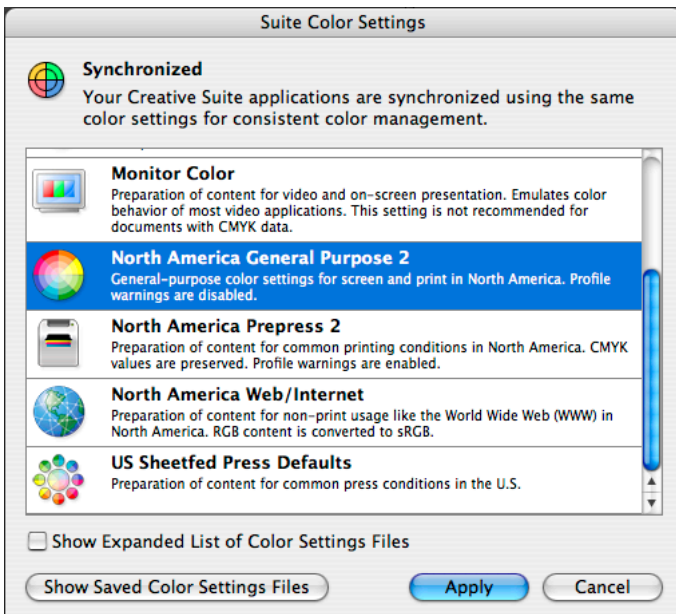 Suite Color Settings
Synchronized
Your Creative Suite applications are synchronized using the same
color settings for consistent color management.
Monitor Color
Preparation of content for video and on-screen presentation. Emulates color
behavior of most video applications. This setting is not recommended for
documents with CMYK data.
North America General Purpose 2
General-purpose color settings for screen and print in North America. Profile
warnings are disabled.
North America Prepress 2
Preparation of content for common printing conditions in North America. CMYK
values are preserved. Profile warnings are enabled.
North America Web/Internet
Preparation of content for non-print usage like the World Wide Web (WWW) in
North America. RGB content is converted to sRGB.
US Sheetfed Press Defaults
Preparation of content for common press conditions in the U.S.
Show Expanded List of Color Settings Files
Show Saved Color Settings Files
Apply
Cancel